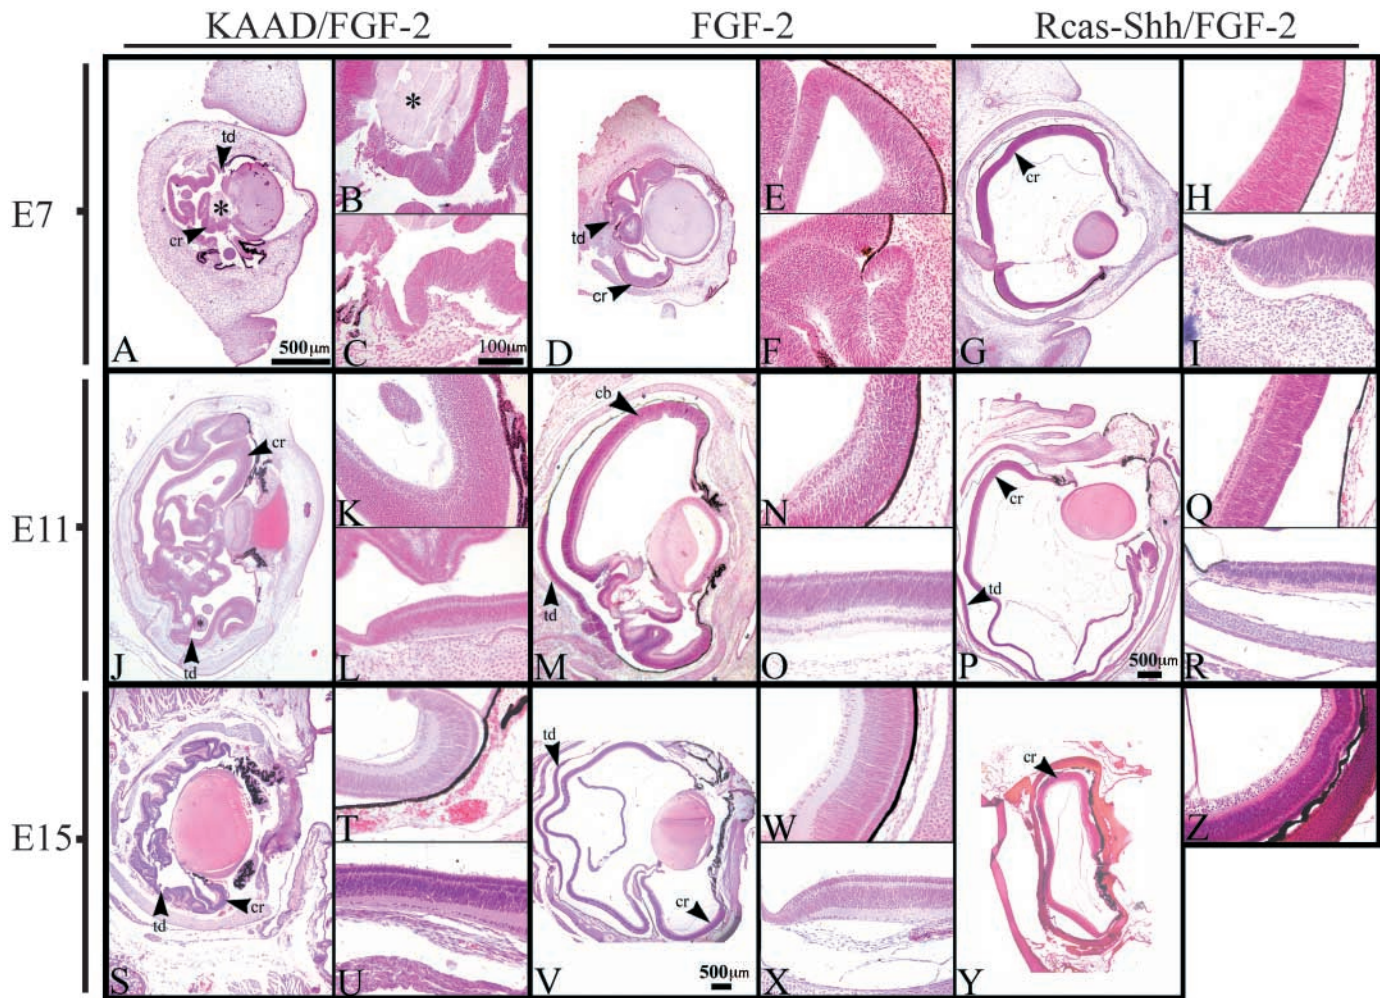 KAAD/FGF-2 FGF-2 Rcas-Shh/FGF-2
E7
td
*
cr
A
500µm
*
B
C
100µm
td
cr
D
E
F
cr
G
H
I
E11
cr
*
td
J
K
L
cb
td
M
N
O
cr
td
P
500µm
Q
R
E15
td
cr
S
T
U
td
cr
V
500µm
W
X
cr
Y
Z